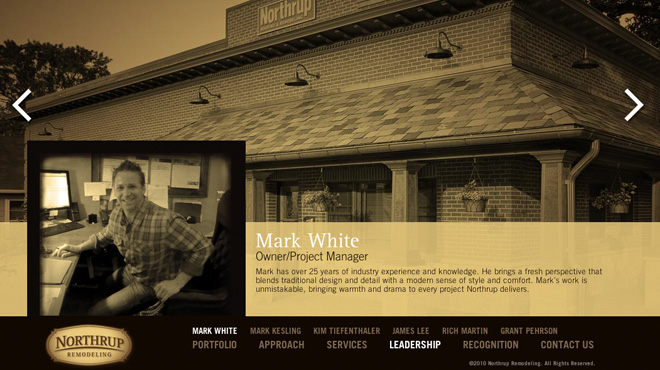 Northrup
Mark White
Owner/Project Manager
Mark has over 25 years of industry experience and knowledge. He brings a fresh perspective that
blends traditional design and detail with a modern sense of style and comfort. Mark's work is
unmistakable, bringing warmth and drama to every project Northrup delivers.
MARK WHITE MARK KESLING KIM TIEFENTHALER JAMES LEE RICH MARTIN GRANT PEHRSON
NORTHRUP
REMODELING
PORTFOLIO APPROACH SERVICES LEADERSHIP RECOGNITION CONTACT US
©2010 Northrup Remodeling. All Rights Reserved.